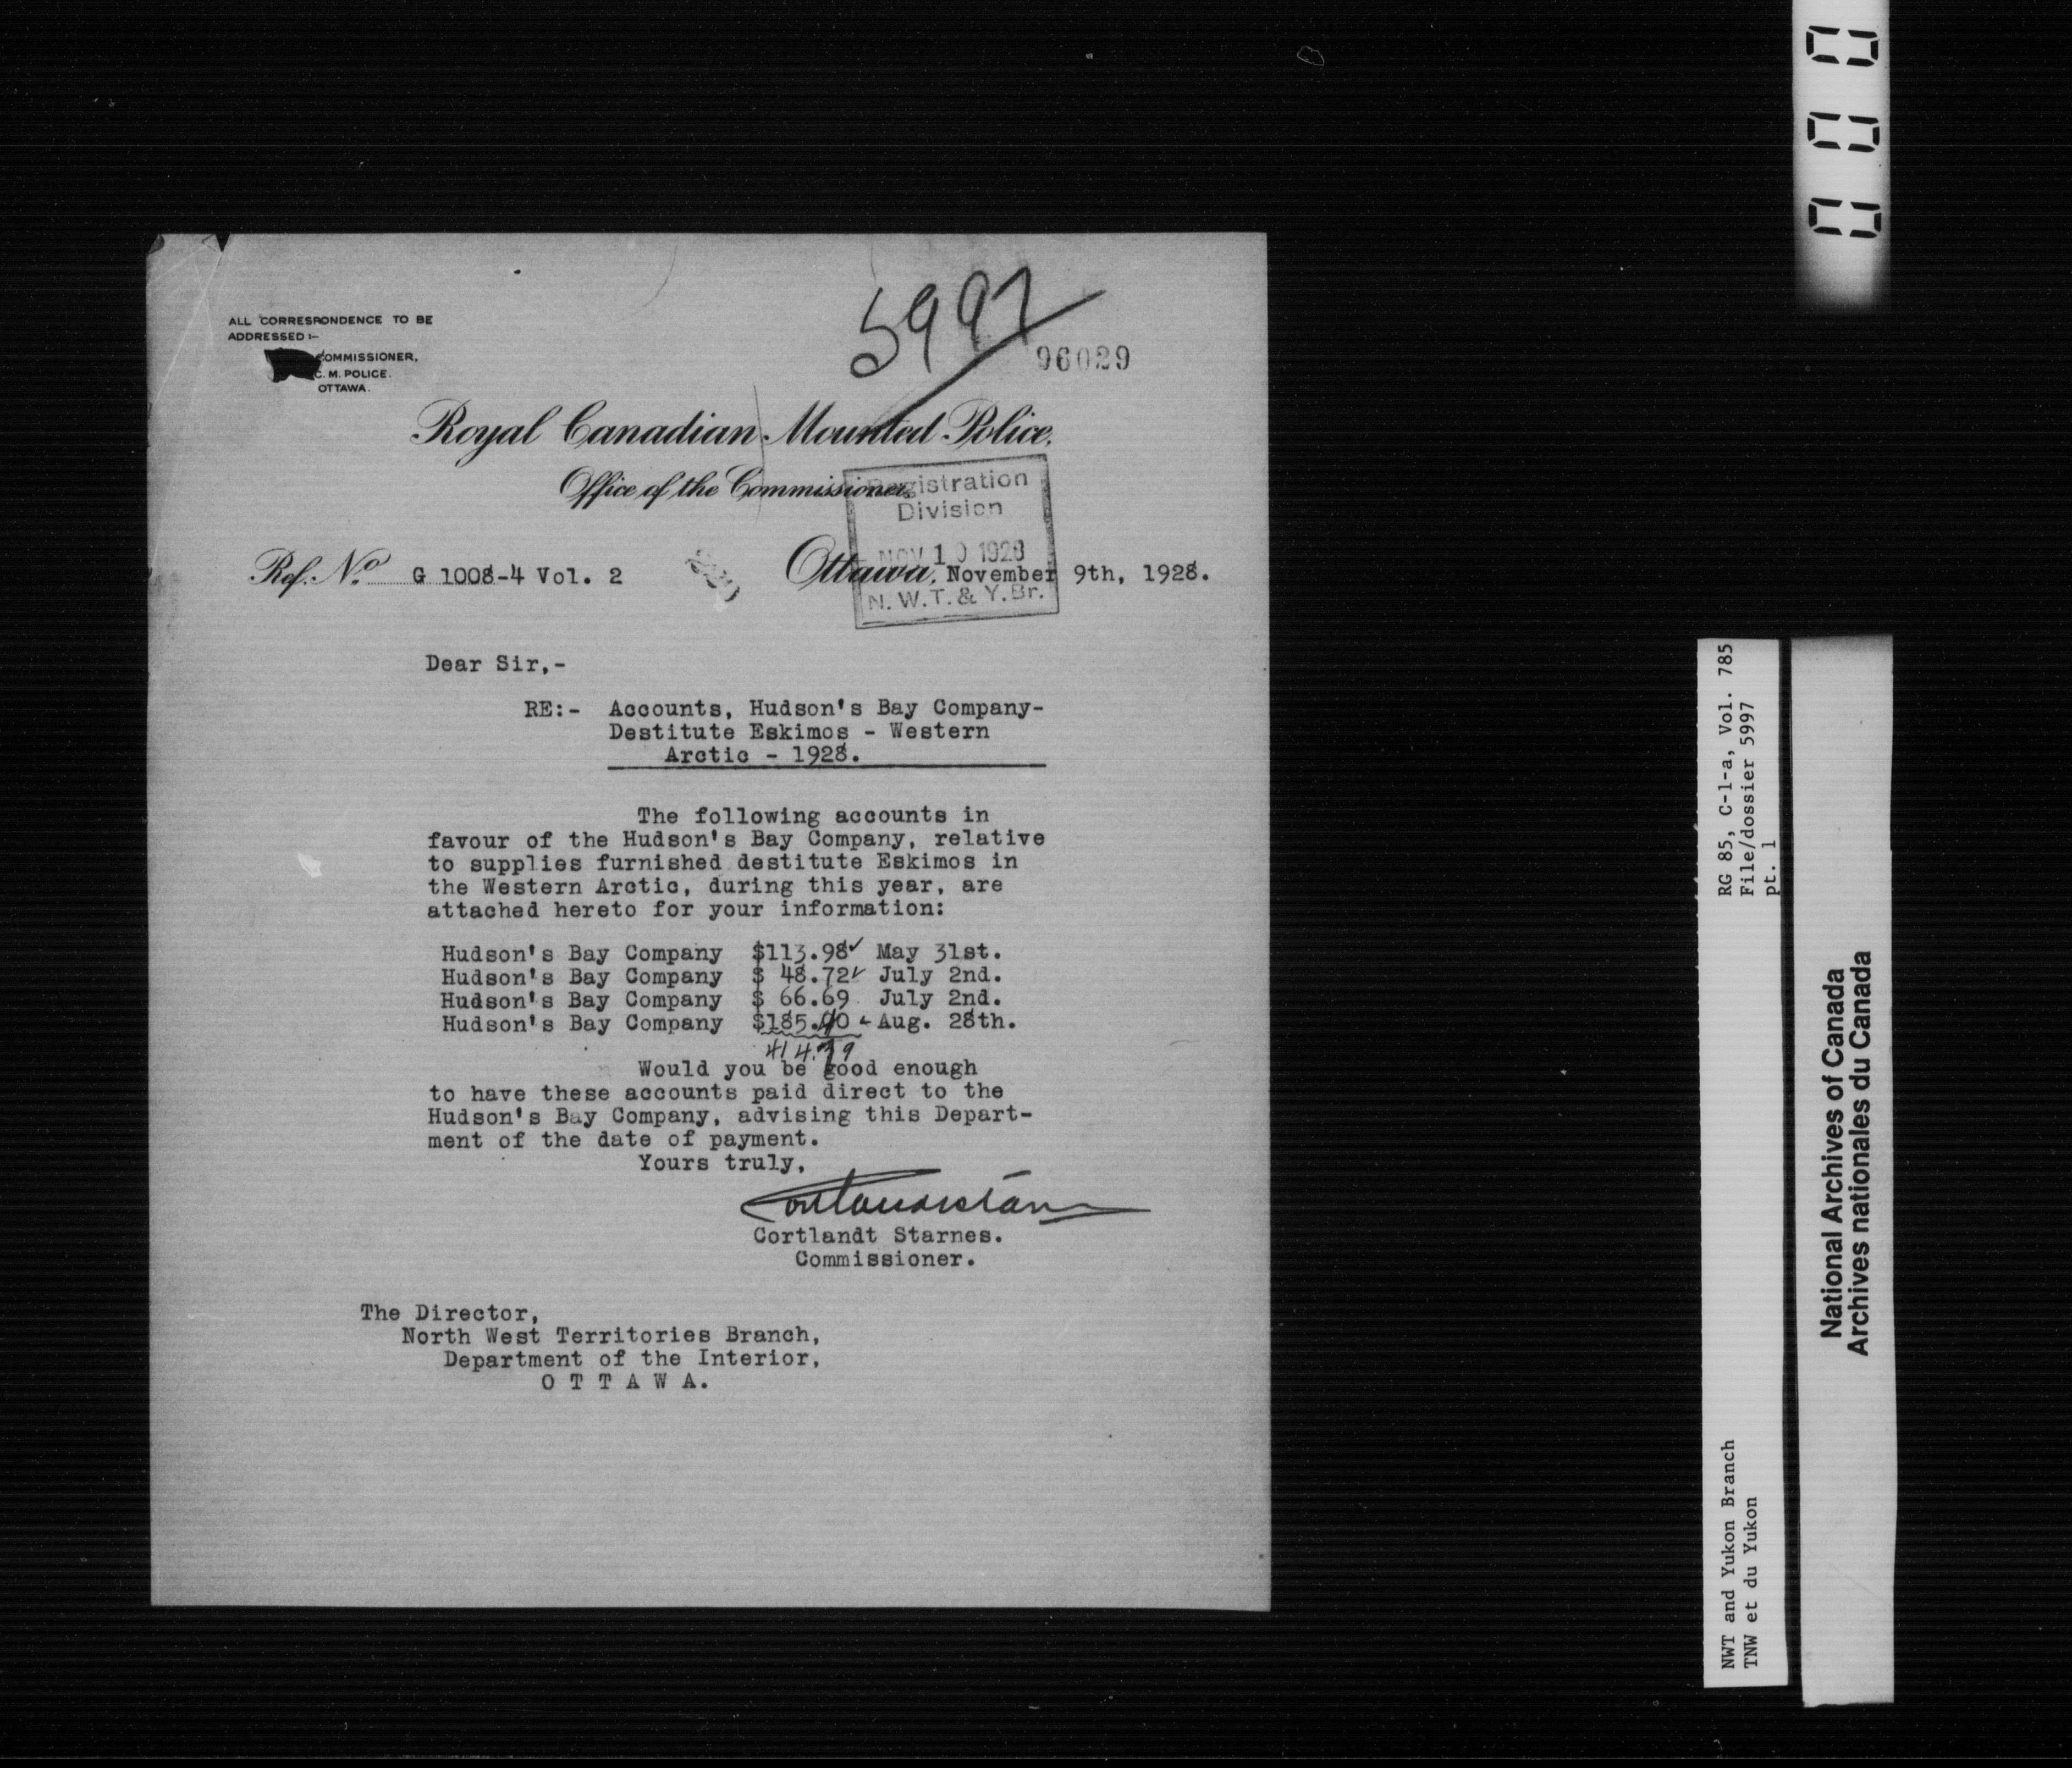 5997
ALL CORRESPONDENCE TO BE
ADDRESSED:-
COMMISSIONER,
C. M. POLICE.
OTTAWA.
96029
Royal Canadian Mounted Police.
Office of the Commissioner.
Registration
Division
NOV 10 1928
N. W. T. & Y. Br.
Ref. No. G 1008-4 Vol. 2
Ottawa, November 9th, 1928.
Dear Sir,-
RE:- Accounts, Hudson's Bay Company-
Destitute Eskimos - Western
Arctic - 1928.
The following accounts in
favour of the Hudson's Bay Company, relative
to supplies furnished destitute Eskimos in
the Western Arctic, during this year, are
attached hereto for your information:
Hudson's Bay Company $113.98✓ May 31st.
Hudson's Bay Company $ 48.72✓ July 2nd.
Hudson's Bay Company $ 66.69 July 2nd.
Hudson's Bay Company $185.40 ✓ Aug. 28th.
Would you be good enough
to have these accounts paid direct to the
Hudson's Bay Company, advising this Depart-
ment of the date of payment.
Yours truly,
Cortlandt Starnes.
Commissioner.
The Director,
North West Territories Branch,
Department of the Interior,
O T T A W A.
RG 85, C-1-a, Vol. 785
File/dossier 5997
pt. 1
NWT and Yukon Branch
TNW et du Yukon
National Archives of Canada
Archives nationales du Canada